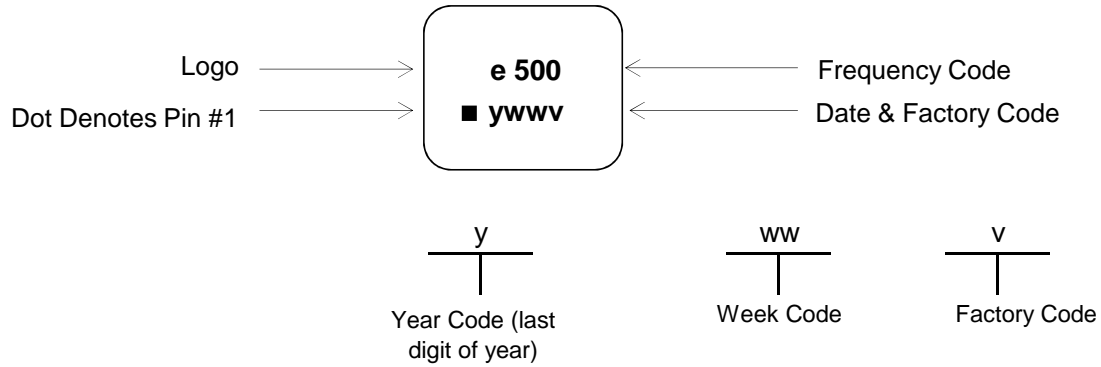 Logo
e 500
Frequency Code
Dot Denotes Pin #1
■ ywwv
Date & Factory Code
y
ww
v
Year Code (last
digit of year)
Week Code
Factory Code